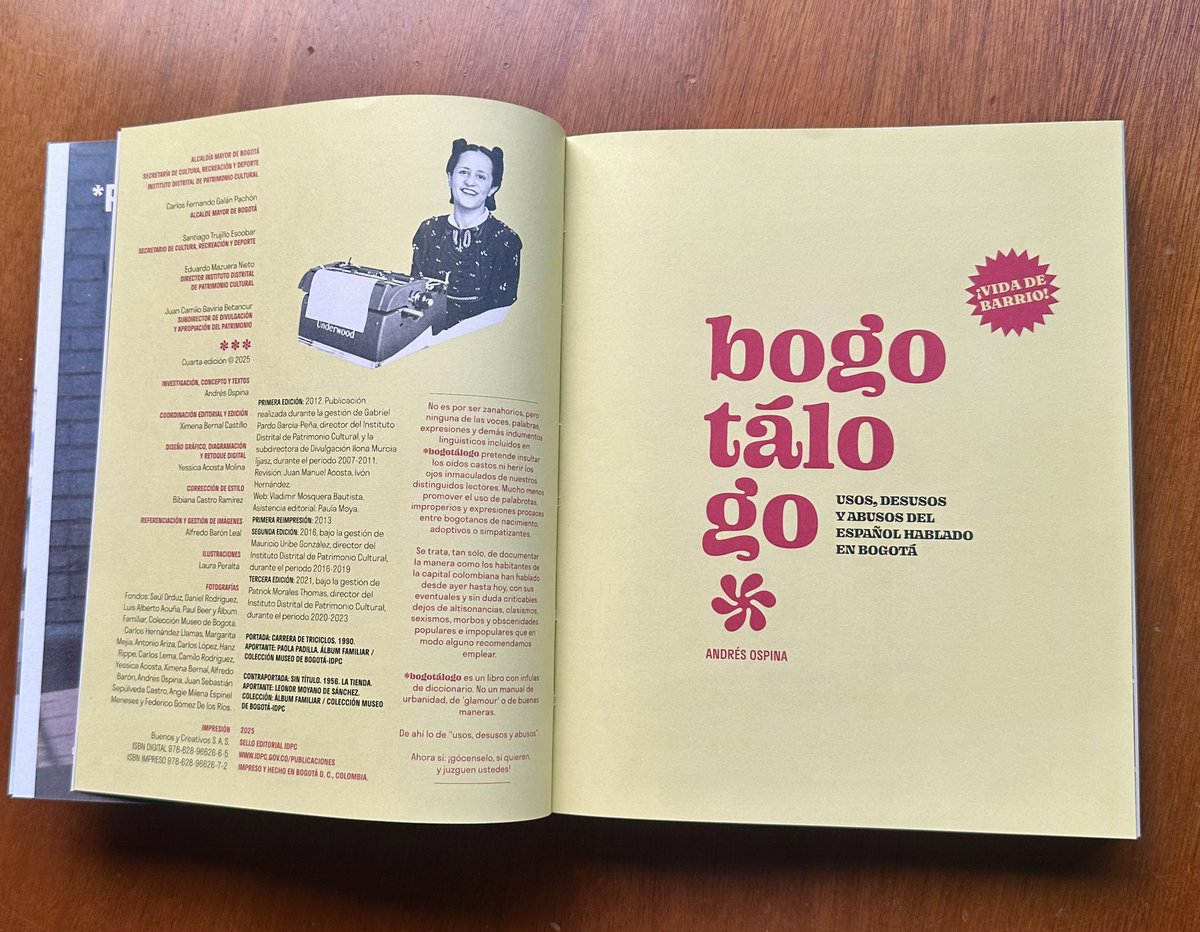 *P
ALCALDÍA MAYOR DE BOGOTÁ
SECRETARÍA DE CULTURA, RECREACIÓN Y DEPORTE
INSTITUTO DISTRITAL DE PATRIMONIO CULTURAL
Carlos Fernando Galán Pachón
ALCALDE MAYOR DE BOGOTÁ
Santiago Trujillo Escobar
SECRETARIO DE CULTURA, RECREACIÓN Y DEPORTE
Eduardo Mazuera Nieto
DIRECTOR INSTITUTO DISTRITAL
DE PATRIMONIO CULTURAL
Juan Camilo Gaviria Betancur
SUBDIRECTOR DE DIVULGACIÓN
Y APROPIACIÓN DEL PATRIMONIO
Cuarta edición © 2025
INVESTIGACIÓN, CONCEPTO Y TEXTOS
Andrés Ospina
COORDINACIÓN EDITORIAL Y EDICIÓN
Ximena Bernal Castillo
DISEÑO GRÁFICO, DIAGRAMACIÓN
Y RETOQUE DIGITAL
Yessica Acosta Molina
CORRECCIÓN DE ESTILO
Bibiana Castro Ramírez
REFERENCIACIÓN Y GESTIÓN DE IMÁGENES
Alfredo Barón Leal
ILUSTRACIONES
Laura Peralta
FOTOGRAFÍAS
Fondos: Saúl Orduz, Daniel Rodríguez,
Luis Alberto Acuña, Paul Beer y Álbum
Familiar, Colección Museo de Bogotá.
Carlos Hernández Llamas, Margarita
Mejía, Antonio Ariza, Carlos López, Hanz
Rippe, Carlos Lema, Camilo Rodríguez,
Yessica Acosta, Ximena Bernal, Alfredo
Barón, Andrés Ospina, Juan Sebastián
Sepúlveda Castro, Angie Milena Espinel
Meneses y Federico Gómez De los Ríos.
IMPRESIÓN
Buenos y Creativos S. A. S.
ISBN DIGITAL 978-628-96626-6-5
ISBN IMPRESO 978-628-96626-7-2
Underwood
PRIMERA EDICIÓN: 2012. Publicación
realizada durante la gestión de Gabriel
Pardo García-Peña, director del Instituto
Distrital de Patrimonio Cultural, y la
subdirectora de Divulgación Ilona Murcia
Ijjasz, durante el periodo 2007-2011.
Revisión: Juan Manuel Acosta, Ivón
Hernández.
Web: Vladimir Mosquera Bautista.
Asistencia editorial: Paula Moya.
PRIMERA REIMPRESIÓN: 2013
SEGUNDA EDICIÓN: 2016, bajo la gestión de
Mauricio Uribe González, director del
Instituto Distrital de Patrimonio Cultural,
durante el periodo 2016-2019
TERCERA EDICIÓN: 2021, bajo la gestión de
Patrick Morales Thomas, director del
Instituto Distrital de Patrimonio Cultural,
durante el periodo 2020-2023
PORTADA: CARRERA DE TRICICLOS. 1990.
APORTANTE: PAOLA PADILLA. ÁLBUM FAMILIAR /
COLECCIÓN MUSEO DE BOGOTÁ-IDPC
CONTRAPORTADA: SIN TÍTULO. 1956. LA TIENDA.
APORTANTE: LEONOR MOYANO DE SÁNCHEZ.
COLECCIÓN: ÁLBUM FAMILIAR / COLECCIÓN MUSEO
DE BOGOTÁ-IDPC
2025
SELLO EDITORIAL IDPC
WWW.IDPC.GOV.CO/PUBLICACIONES
IMPRESO Y HECHO EN BOGOTÁ D. C., COLOMBIA.
No es por ser zanahorios, pero
ninguna de las voces, palabras,
expresiones y demás indumentos
lingüísticos incluidos en
*bogotálogo pretende insultar
los oídos castos ni herir los
ojos inmaculados de nuestros
distinguidos lectores. Mucho menos
promover el uso de palabrotas,
improperios y expresiones procaces
entre bogotanos de nacimiento,
adoptivos o simpatizantes.
Se trata, tan solo, de documentar
la manera como los habitantes de
la capital colombiana han hablado
desde ayer hasta hoy, con sus
eventuales y sin duda criticables
dejos de altisonancias, clasismos,
sexismos, morbos y obscenidades
populares e impopulares que en
modo alguno recomendamos
emplear.
*bogotálogo es un libro con ínfulas
de diccionario. No un manual de
urbanidad, de 'glamour' o de buenas
maneras.
De ahí lo de "usos, desusos y abusos".
Ahora sí: ¡gócenselo, si quieren,
y juzguen ustedes!
¡VIDA DE
BARRIO!
bogo
tálo
go
USOS, DESUSOS
Y ABUSOS DEL
ESPAÑOL HABLADO
EN BOGOTÁ
ANDRÉS OSPINA